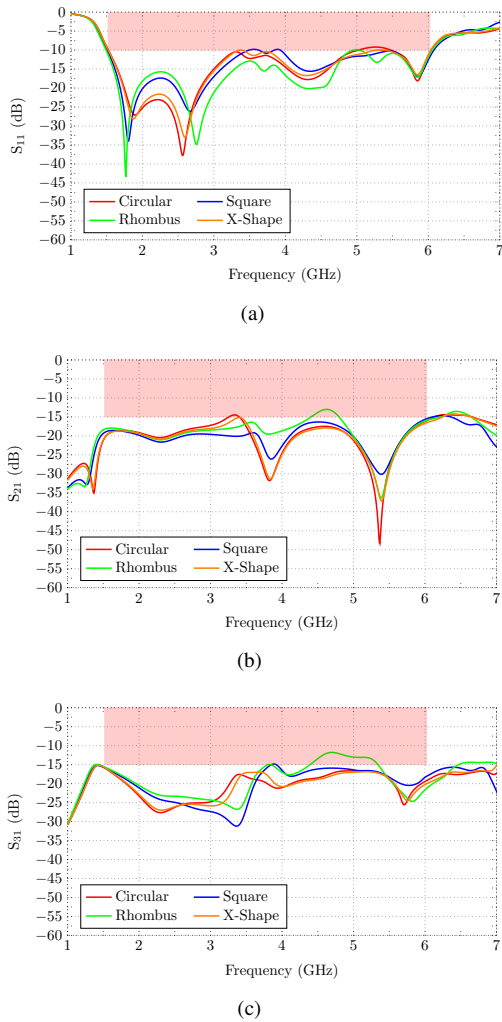 0
−5
−10
−15
−20
−25
−30
−35
−40
−45
−50
−55
−60
S11 (dB)
Circular Square
Rhombus X-Shape
1 2 3 4 5 6 7
Frequency (GHz)
(a)
0
−5
−10
−15
−20
−25
−30
−35
−40
−45
−50
−55
−60
S21 (dB)
Circular Square
Rhombus X-Shape
1 2 3 4 5 6 7
Frequency (GHz)
(b)
0
−5
−10
−15
−20
−25
−30
−35
−40
−45
−50
−55
−60
S31 (dB)
Circular Square
Rhombus X-Shape
1 2 3 4 5 6 7
Frequency (GHz)
(c)